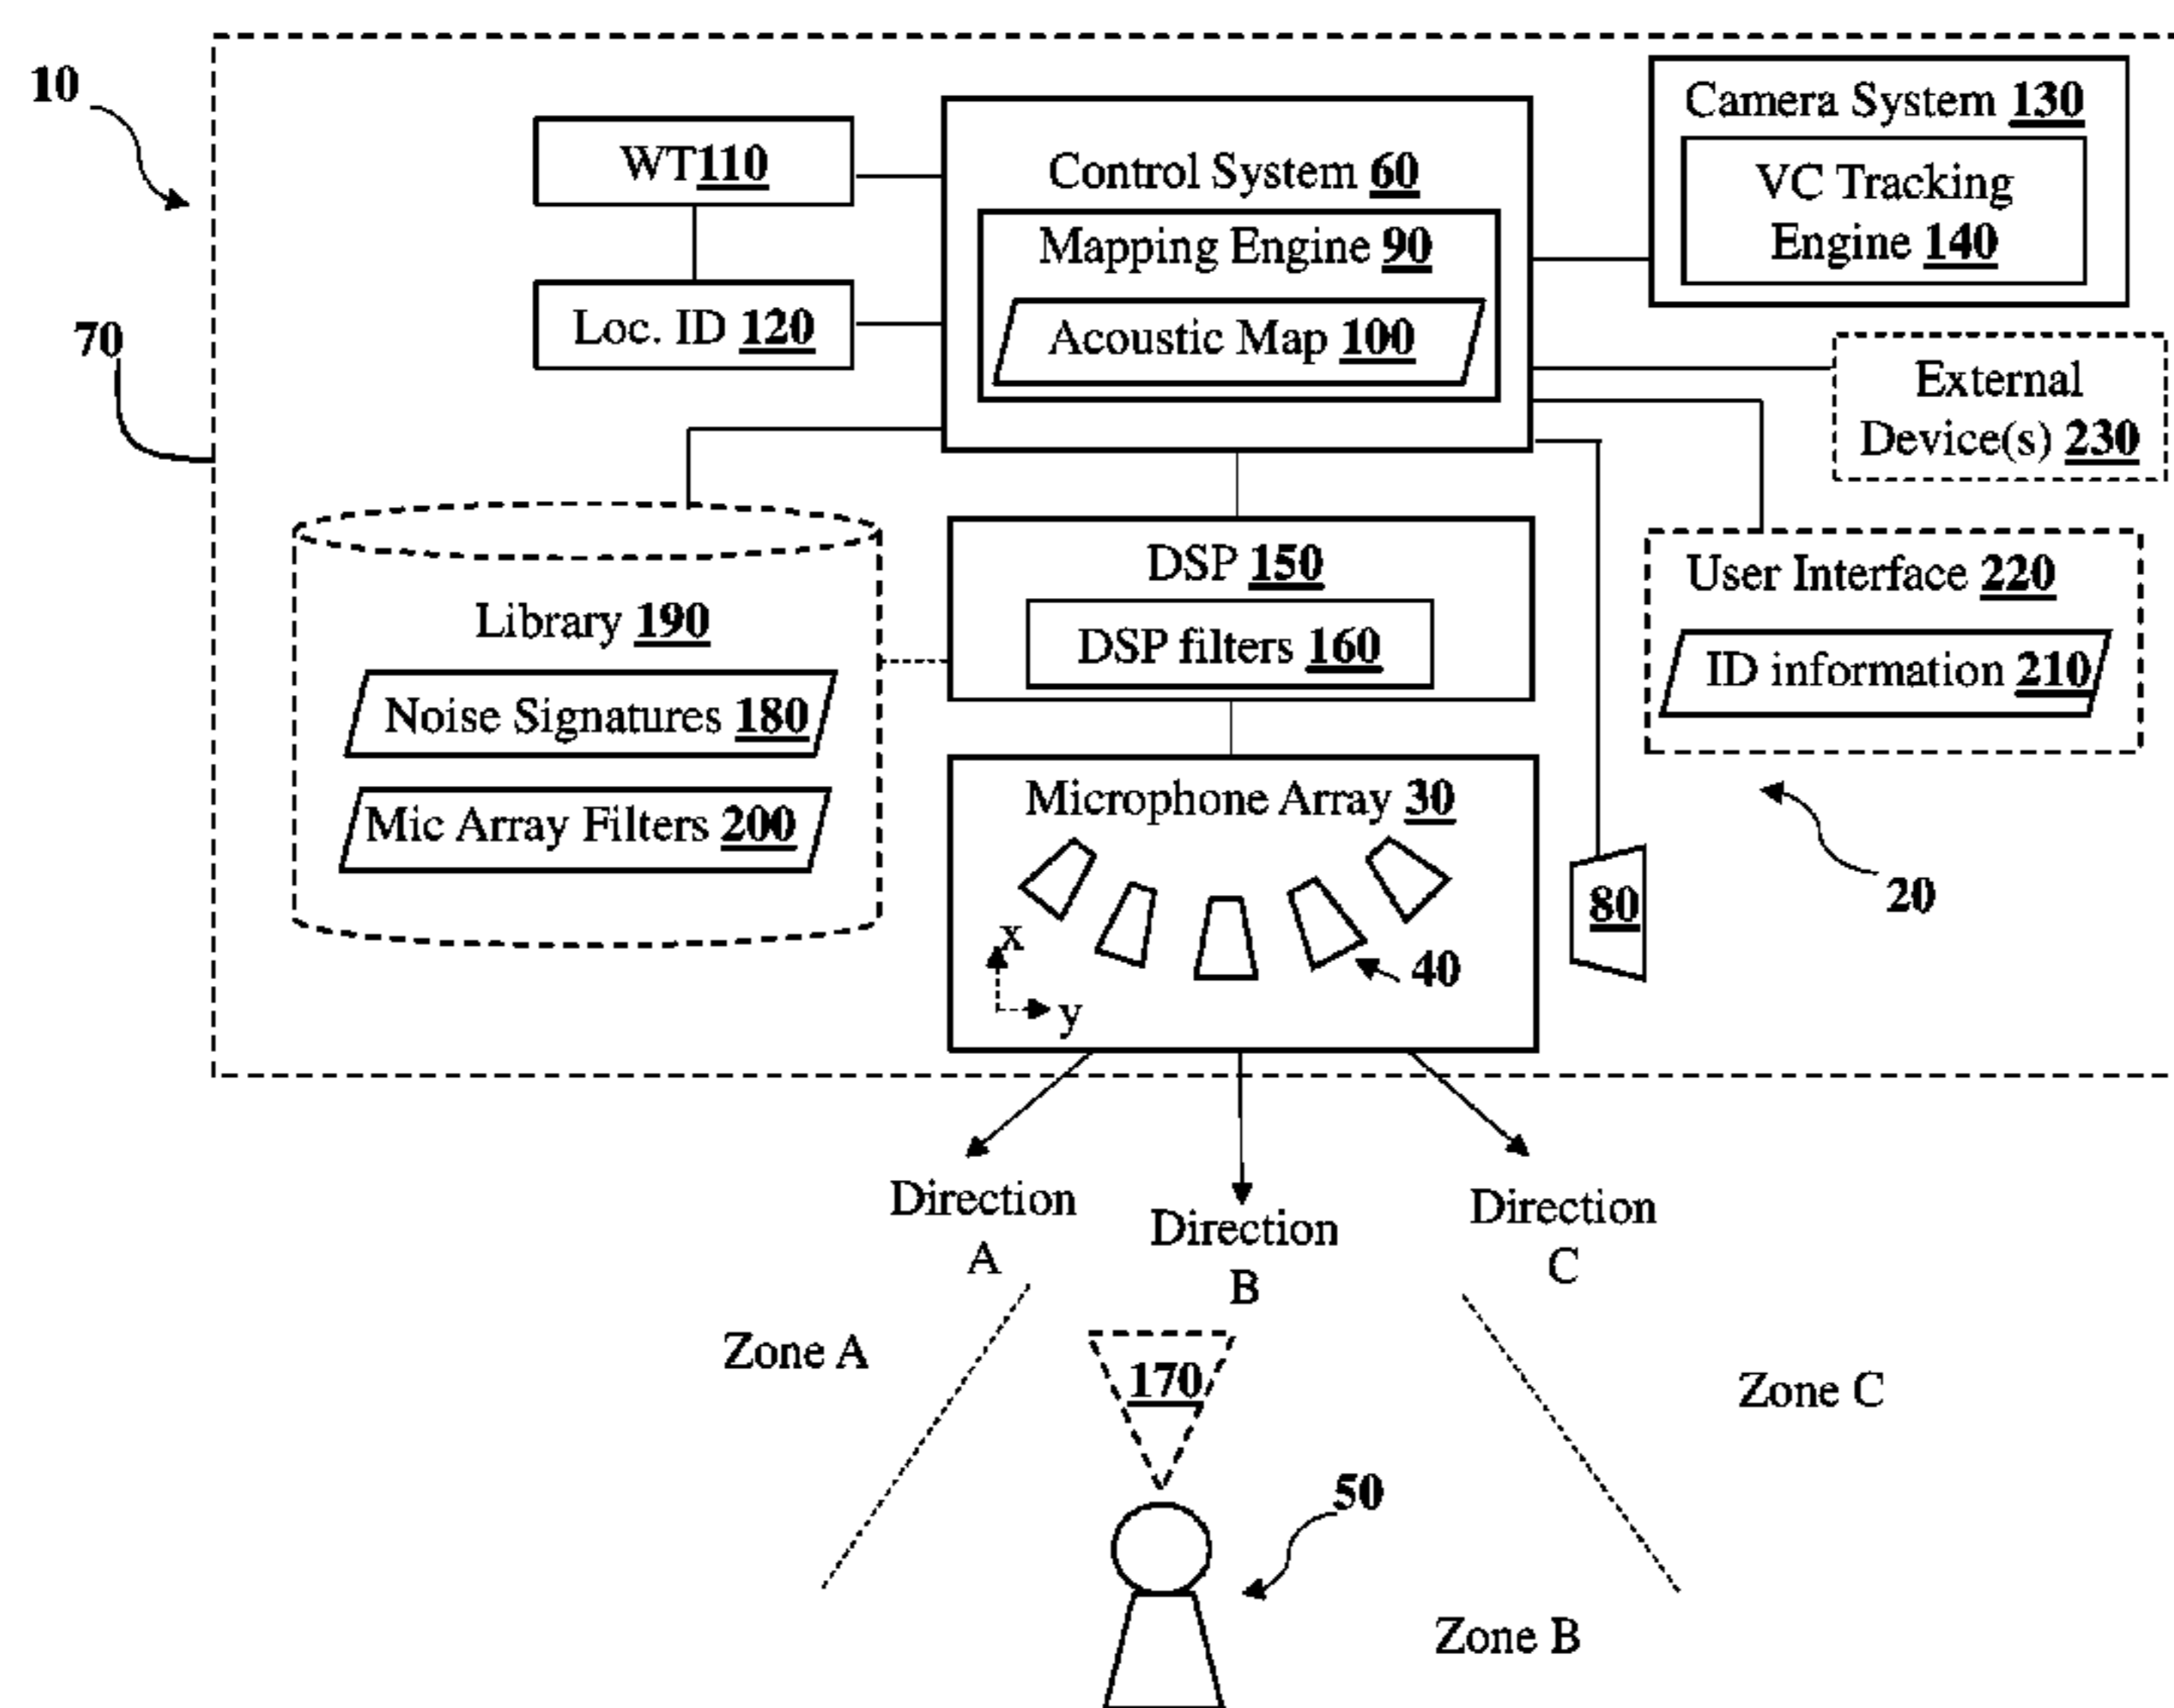 10
WT110
Control System 60
Camera System 130
VC Tracking
Engine 140
Mapping Engine 90
Loc. ID 120
Acoustic Map 100
70
External
Device(s) 230
DSP 150
DSP filters 160
User Interface 220
ID information 210
Library 190
Noise Signatures 180
Mic Array Filters 200
Microphone Array 30
x
y
40
80
20
Direction
A
Direction
B
Direction
C
Zone A
170
Zone C
50
Zone B